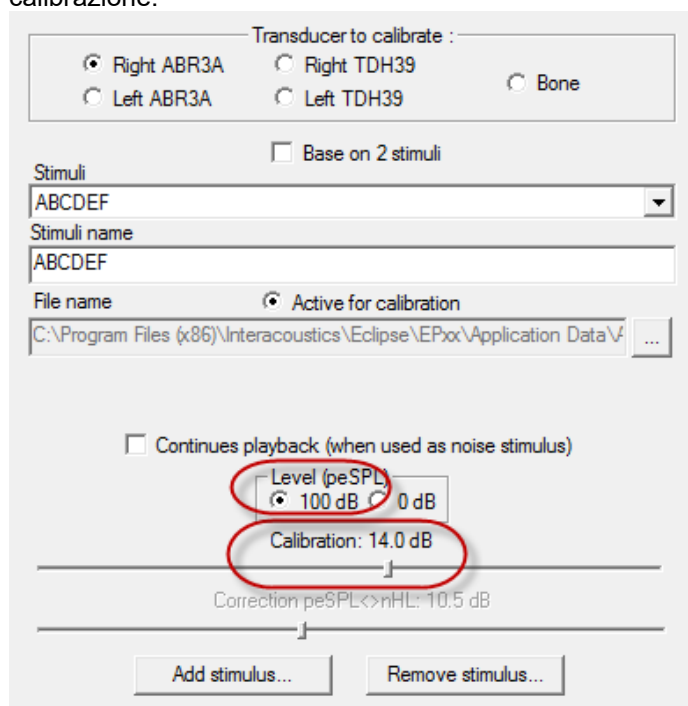 calibrazione.
Transducer to calibrate :
Right ABR3A Right TDH39
Bone
Left ABR3A Left TDH39
Base on 2 stimuli
Stimuli
ABCDEF
Stimuli name
ABCDEF
File name Active for calibration
C:\Program Files (x86)\Interacoustics\Eclipse\EPxx\Application Data\ ...
Continues playback (when used as noise stimulus)
Level (peSPL)
100 dB 0 dB
Calibration: 14.0 dB
Correction peSPL<>nHL: 10.5 dB
Add stimulus... Remove stimulus...